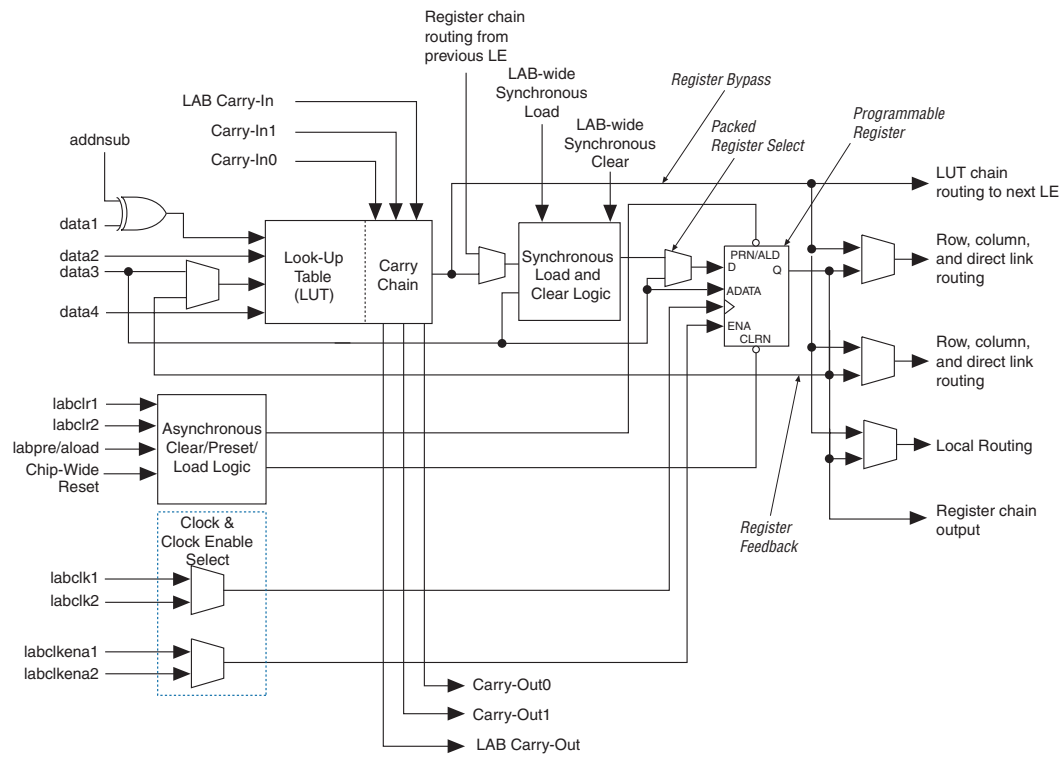 Register chain
routing from
previous LE
LAB-wide
Synchronous
Load
LAB-wide
Synchronous
Clear
Register Bypass
Packed
Register Select
Programmable
Register
LAB Carry-In
Carry-In1
Carry-In0
addnsub
data1
data2
data3
data4
Look-Up
Table
(LUT)
Carry
Chain
Synchronous
Load and
Clear Logic
PRN/ALD
D
Q
ADATA
ENA
CLRN
LUT chain
routing to next LE
Row, column,
and direct link
routing
Row, column,
and direct link
routing
Local Routing
Register chain
output
Register
Feedback
labclr1
labclr2
labpre/aload
Chip-Wide
Reset
Asynchronous
Clear/Preset/
Load Logic
Clock &
Clock Enable
Select
labclk1
labclk2
labclkena1
labclkena2
Carry-Out0
Carry-Out1
LAB Carry-Out